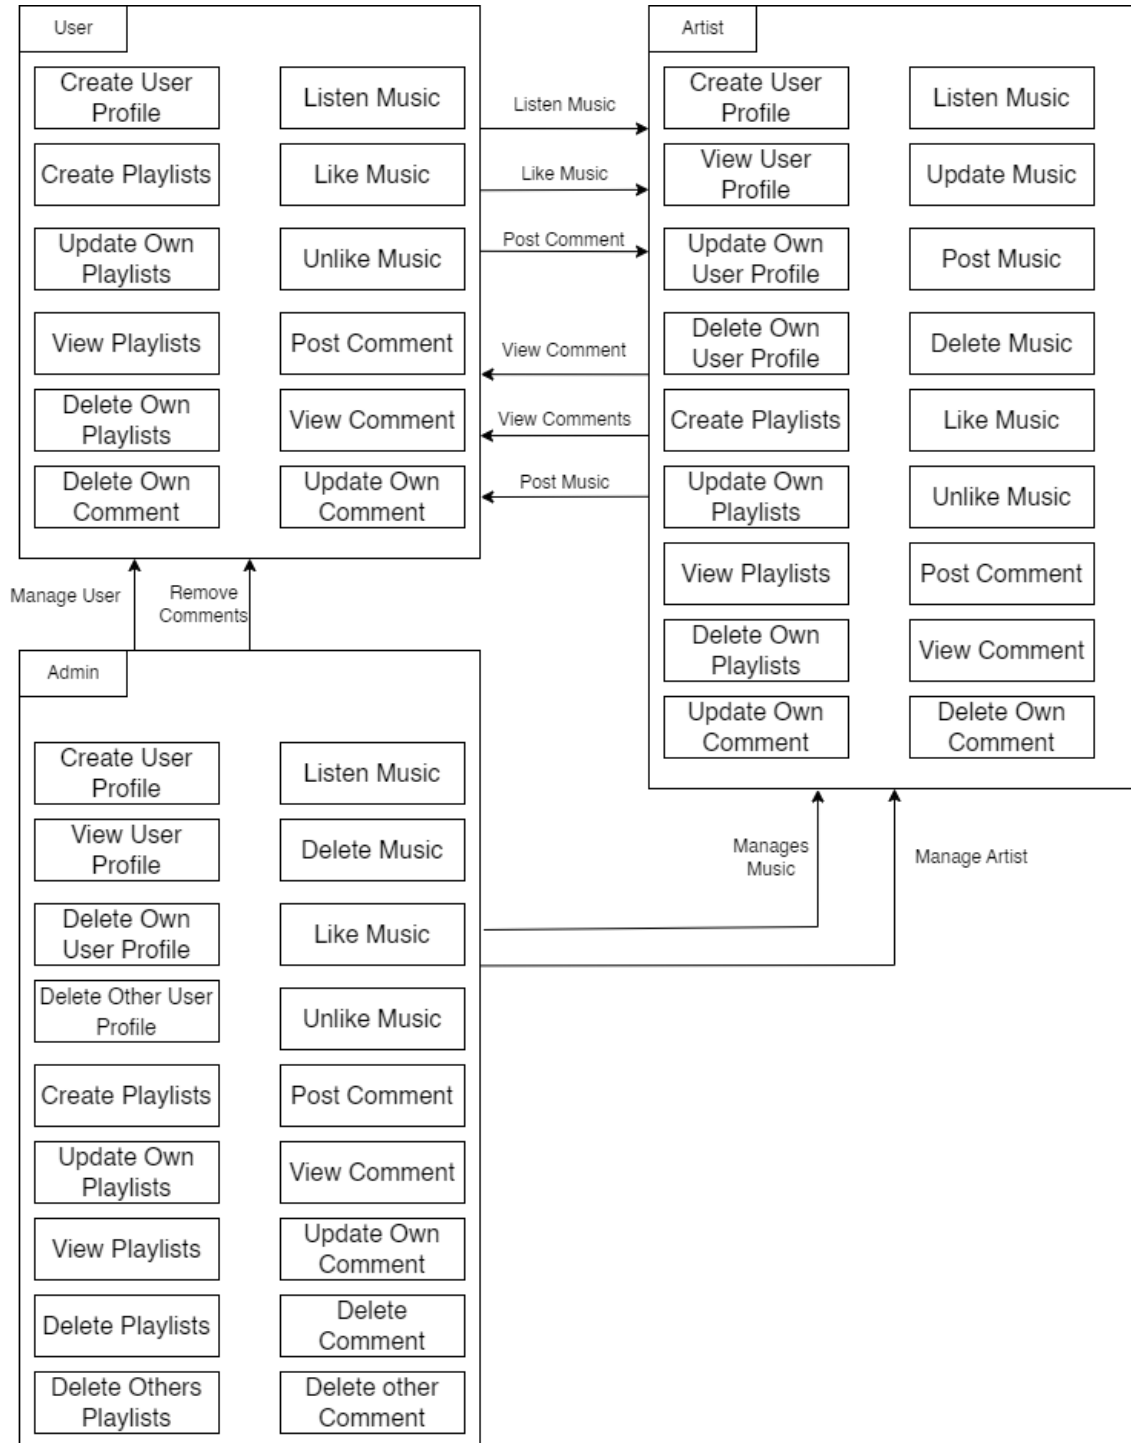 User
Create User
Profile
Listen Music
Create Playlists
Like Music
Update Own
Playlists
Unlike Music
View Playlists
Post Comment
Delete Own
Playlists
View Comment
Delete Own
Comment
Update Own
Comment
Listen Music
Like Music
Post Comment
View Comment
View Comments
Post Music
Artist
Create User
Profile
Listen Music
View User
Profile
Update Music
Update Own
User Profile
Post Music
Delete Own
User Profile
Delete Music
Create Playlists
Like Music
Update Own
Playlists
Unlike Music
View Playlists
Post Comment
Delete Own
Playlists
View Comment
Update Own
Comment
Delete Own
Comment
Manage User
Remove
Comments
Admin
Create User
Profile
Listen Music
View User
Profile
Delete Music
Delete Own
User Profile
Like Music
Delete Other User
Profile
Unlike Music
Create Playlists
Post Comment
Update Own
Playlists
View Comment
View Playlists
Update Own
Comment
Delete Playlists
Delete
Comment
Delete Others
Playlists
Delete other
Comment
Manages
Music
Manage Artist